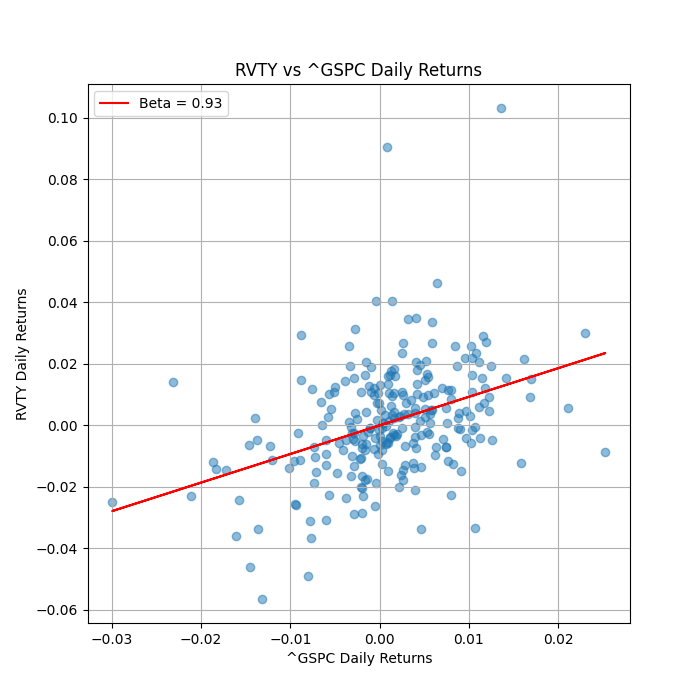 RVTY vs ^GSPC Daily Returns
Beta = 0.93
0.10
0.08
0.06
0.04
0.02
0.00
−0.02
−0.04
−0.06
RVTY Daily Returns
−0.03 −0.02 −0.01 0.00 0.01 0.02
^GSPC Daily Returns